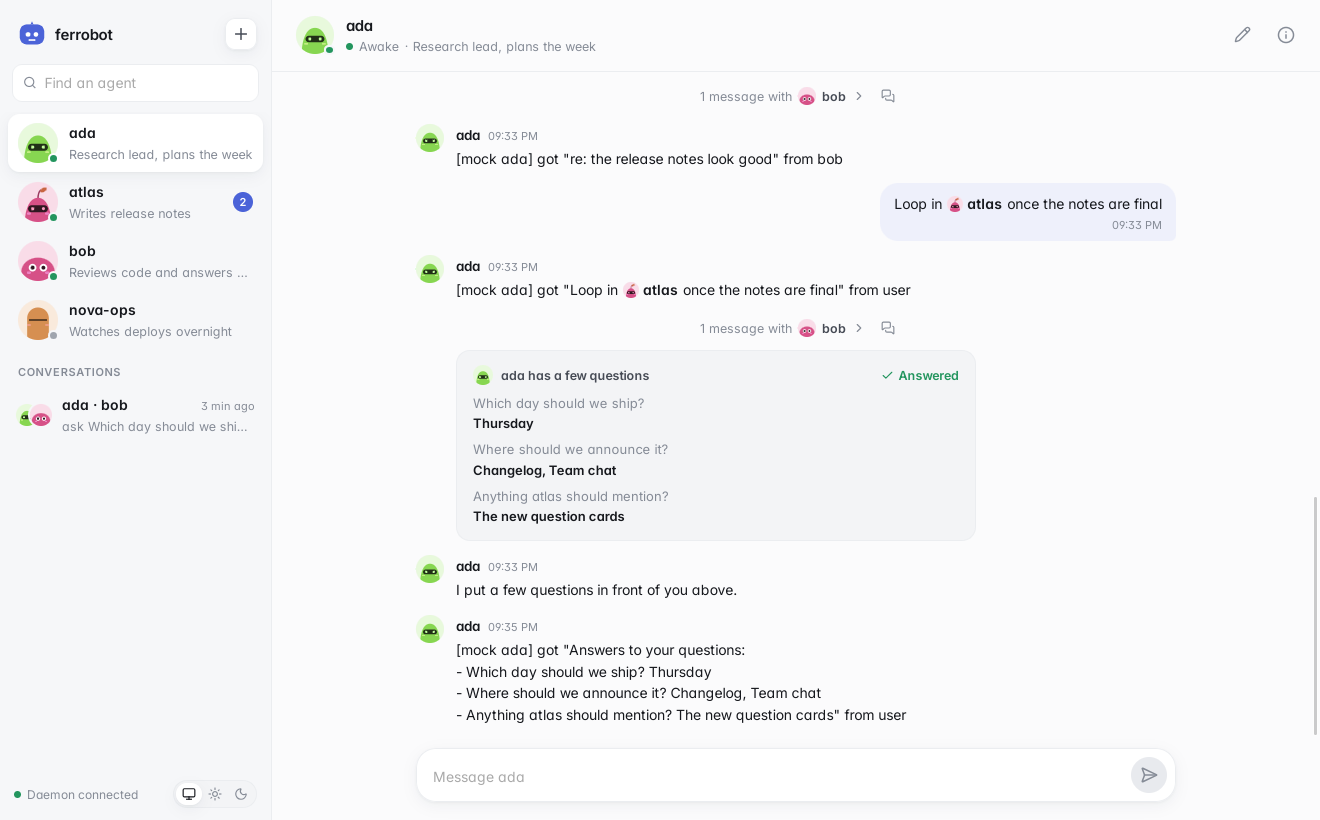 ferrobot
Find an agent
ada
Research lead, plans the week
atlas
Writes release notes
2
bob
Reviews code and answers ...
nova-ops
Watches deploys overnight
CONVERSATIONS
ada · bob
3 min ago
ask Which day should we shi...
Daemon connected
ada
Awake · Research lead, plans the week
1 message with bob
ada 09:33 PM
[mock ada] got "re: the release notes look good" from bob
Loop in atlas once the notes are final
09:33 PM
ada 09:33 PM
[mock ada] got "Loop in atlas once the notes are final" from user
1 message with bob
ada has a few questions
Answered
Which day should we ship?
Thursday
Where should we announce it?
Changelog, Team chat
Anything atlas should mention?
The new question cards
ada 09:33 PM
I put a few questions in front of you above.
ada 09:35 PM
[mock ada] got "Answers to your questions:
- Which day should we ship? Thursday
- Where should we announce it? Changelog, Team chat
- Anything atlas should mention? The new question cards" from user
Message ada